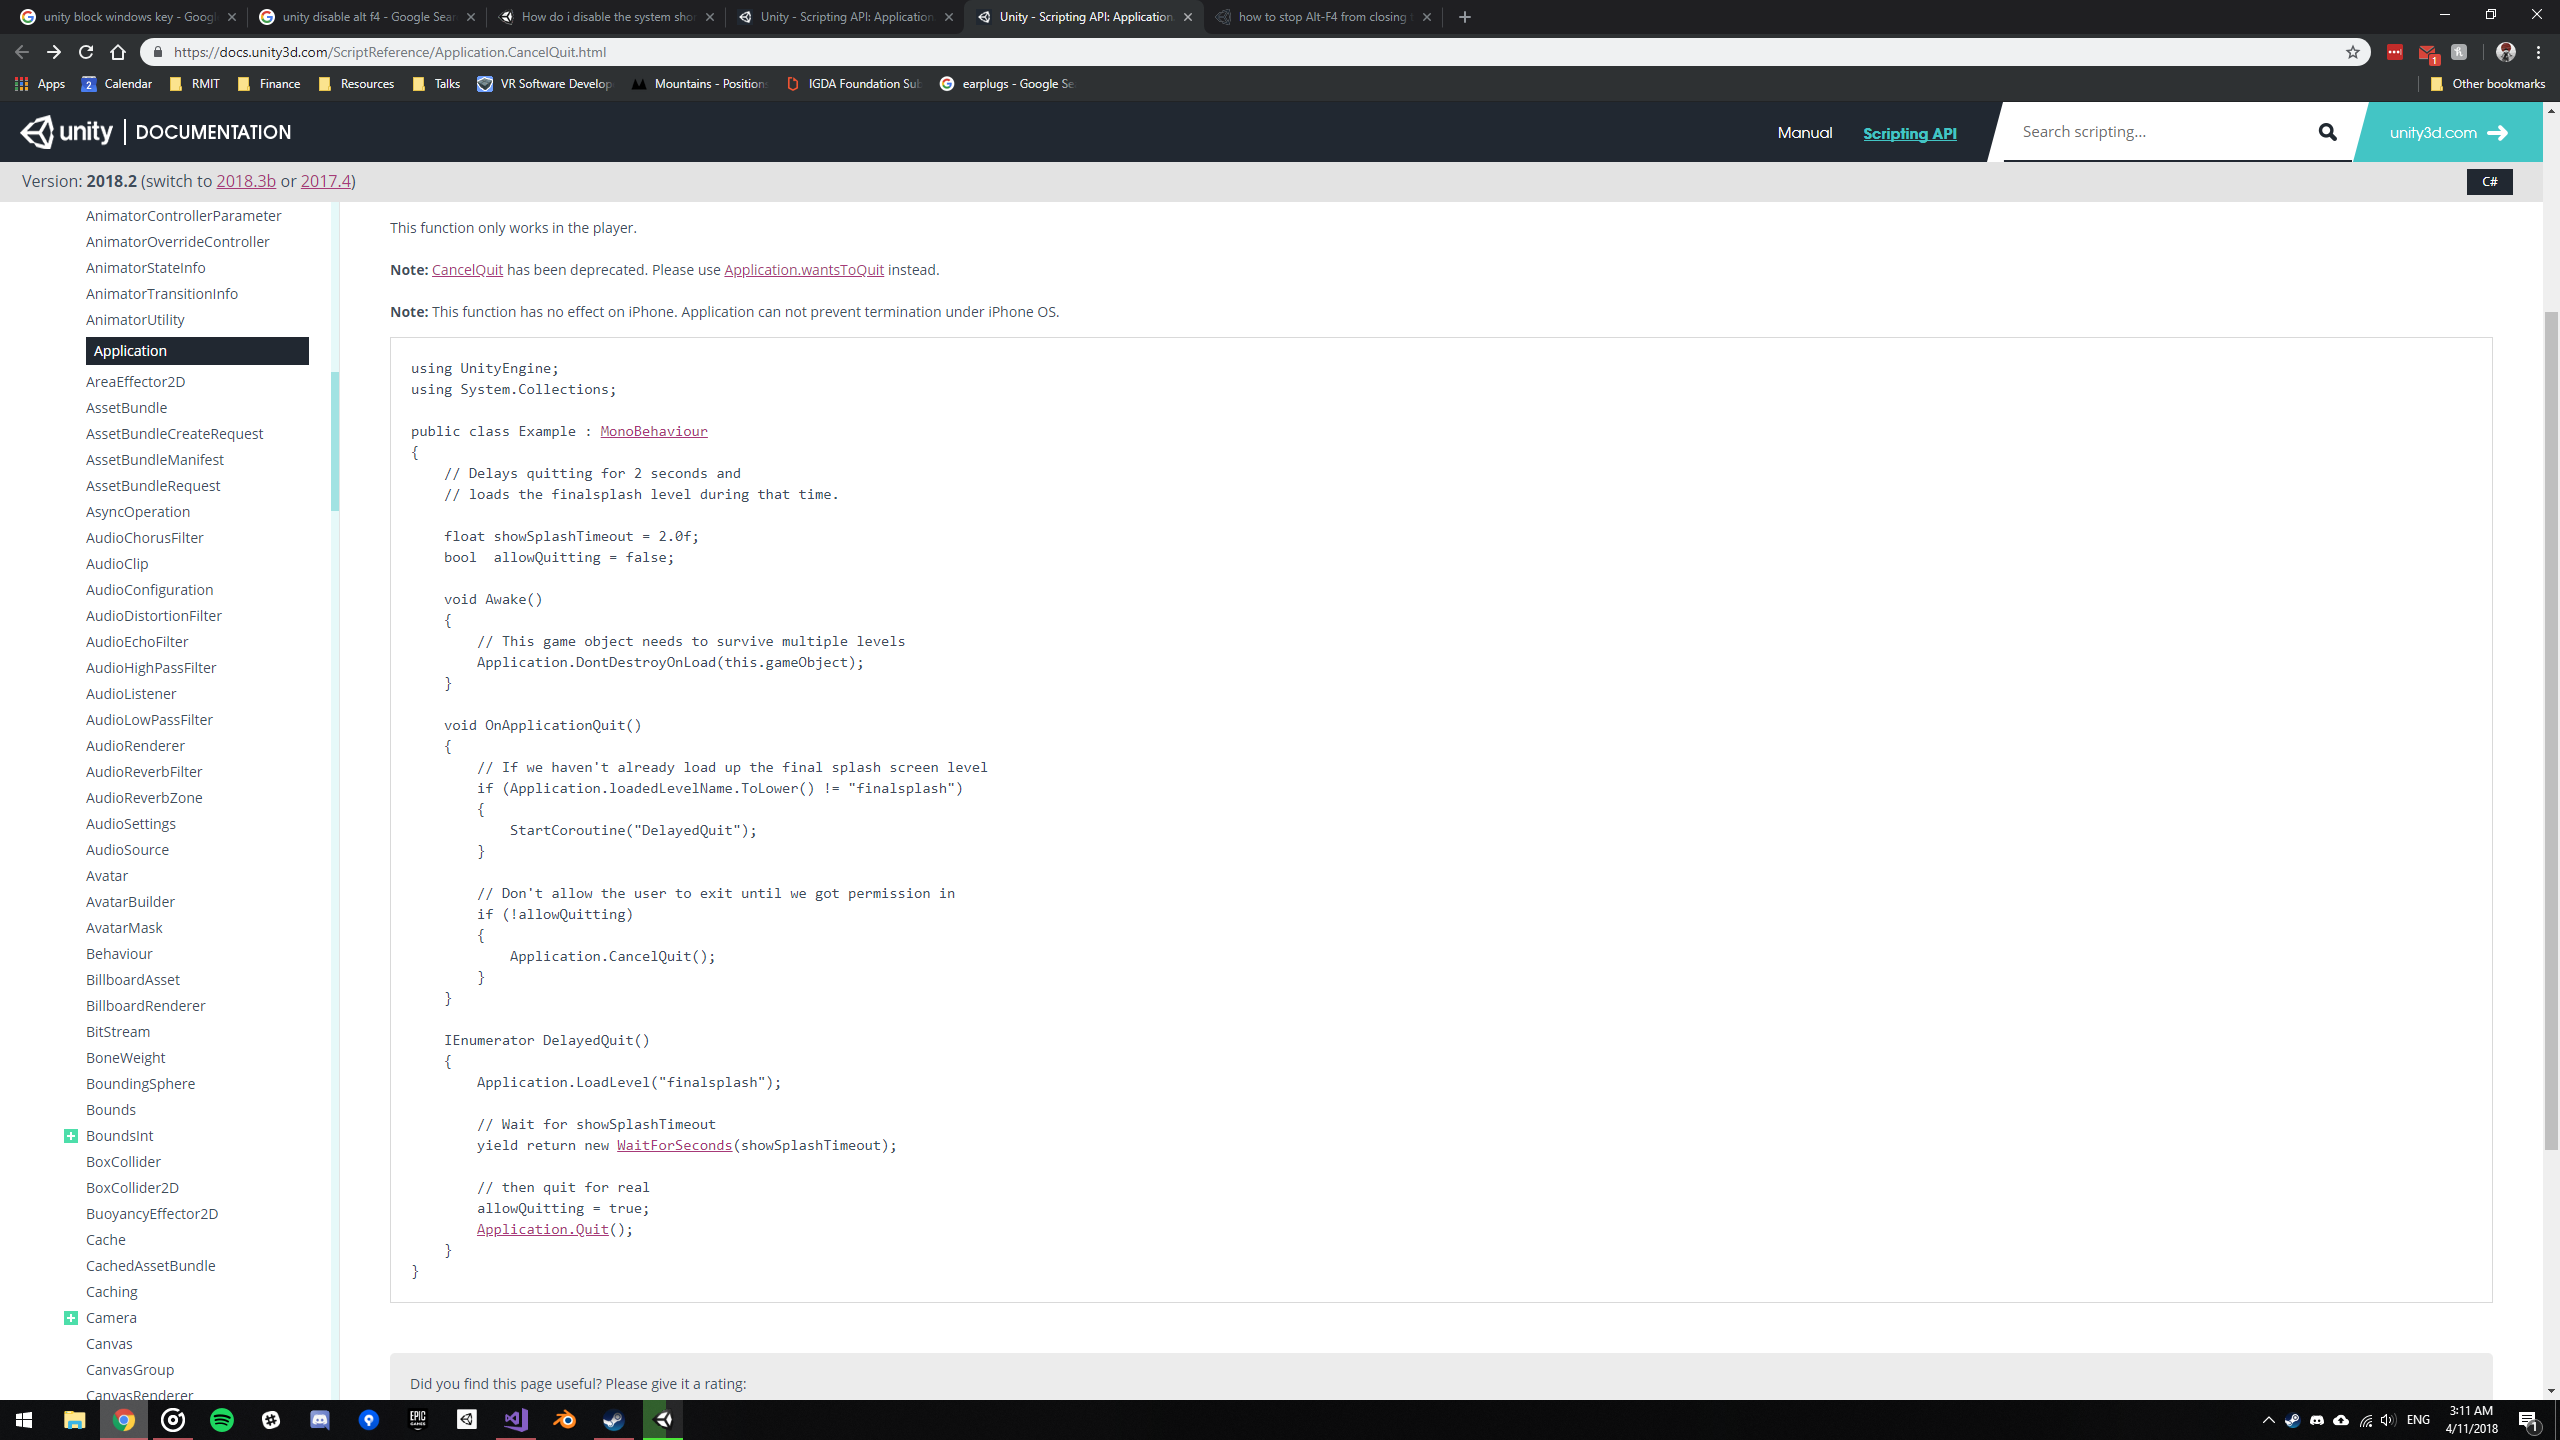 unity block windows key - Googl
unity disable alt f4 - Google Sear
How do i disable the system sho
Unity - Scripting API: Application
Unity - Scripting API: Application
how to stop Alt-F4 from closing
https://docs.unity3d.com/ScriptReference/Application.CancelQuit.html
1
Apps
2
Calendar
RMIT
Finance
Resources
Talks
VR Software Develop
Mountains - Position
IGDA Foundation Sub
earplugs - Google Se
Other bookmarks
unity | DOCUMENTATION
Manual
Scripting API
Search scripting...
unity3d.com
Version: 2018.2 (switch to 2018.3b or 2017.4)
C#
AnimatorControllerParameter
AnimatorOverrideController
AnimatorStateInfo
AnimatorTransitionInfo
AnimatorUtility
Application
AreaEffector2D
AssetBundle
AssetBundleCreateRequest
AssetBundleManifest
AssetBundleRequest
AsyncOperation
AudioChorusFilter
AudioClip
AudioConfiguration
AudioDistortionFilter
AudioEchoFilter
AudioHighPassFilter
AudioListener
AudioLowPassFilter
AudioRenderer
AudioReverbFilter
AudioReverbZone
AudioSettings
AudioSource
Avatar
AvatarBuilder
AvatarMask
Behaviour
BillboardAsset
BillboardRenderer
BitStream
BoneWeight
BoundingSphere
Bounds
BoundsInt
BoxCollider
BoxCollider2D
BuoyancyEffector2D
Cache
CachedAssetBundle
Caching
Camera
Canvas
CanvasGroup
CanvasRenderer
This function only works in the player.
Note: CancelQuit has been deprecated. Please use Application.wantsToQuit instead.
Note: This function has no effect on iPhone. Application can not prevent termination under iPhone OS.
using UnityEngine;
using System.Collections;
public class Example : MonoBehaviour
{
// Delays quitting for 2 seconds and
// loads the finalsplash level during that time.
float showSplashTimeout = 2.0f;
bool  allowQuitting = false;
void Awake()
{
// This game object needs to survive multiple levels
Application.DontDestroyOnLoad(this.gameObject);
}
void OnApplicationQuit()
{
// If we haven't already load up the final splash screen level
if (Application.loadedLevelName.ToLower() != "finalsplash")
{
StartCoroutine("DelayedQuit");
}
// Don't allow the user to exit until we got permission in
if (!allowQuitting)
{
Application.CancelQuit();
}
}
IEnumerator DelayedQuit()
{
Application.LoadLevel("finalsplash");
// Wait for showSplashTimeout
yield return new WaitForSeconds(showSplashTimeout);
// then quit for real
allowQuitting = true;
Application.Quit();
}
}
Did you find this page useful? Please give it a rating:
EPIC
GAMES
ENG
3:11 AM
4/11/2018
1